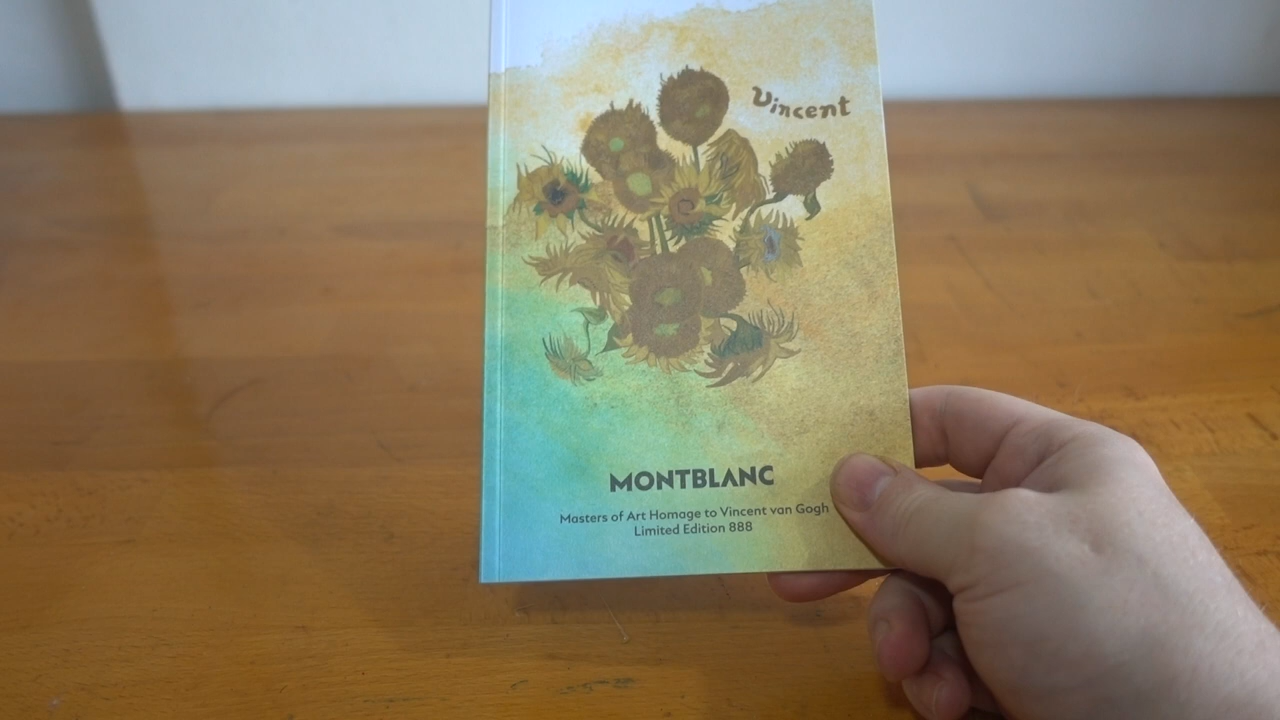 Vincent
MONTBLANC
Masters of Art Homage to Vincent van Gogh
Limited Edition 888